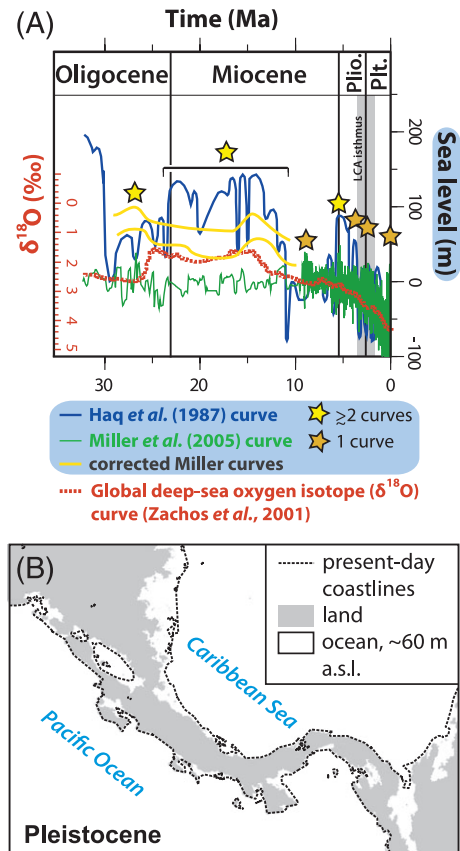 (A)
Time (Ma)
Oligocene
Miocene
Plio.
Plt.
LCA isthmus
δ18O (‰)
0
1
2
3
4
5
200
100
0
-100
Sea level (m)
30
20
10
0
Haq et al. (1987) curve
≳2 curves
Miller et al. (2005) curve
1 curve
corrected Miller curves
Global deep-sea oxygen isotope (δ18O)
curve (Zachos et al., 2001)
(B)
present-day
coastlines
land
ocean, ~60 m
a.s.l.
Caribbean Sea
Pacific Ocean
Pleistocene